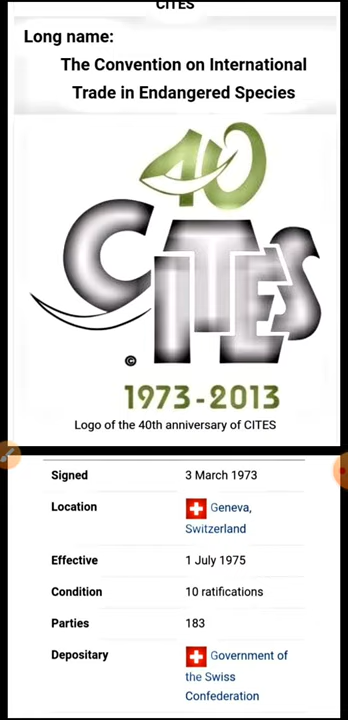 CITES
Long name:
The Convention on International
Trade in Endangered Species
40
CITES
©
1973-2013
Logo of the 40th anniversary of CITES
Signed 3 March 1973
Location Geneva,
Switzerland
Effective 1 July 1975
Condition 10 ratifications
Parties 183
Depositary Government of
the Swiss
Confederation